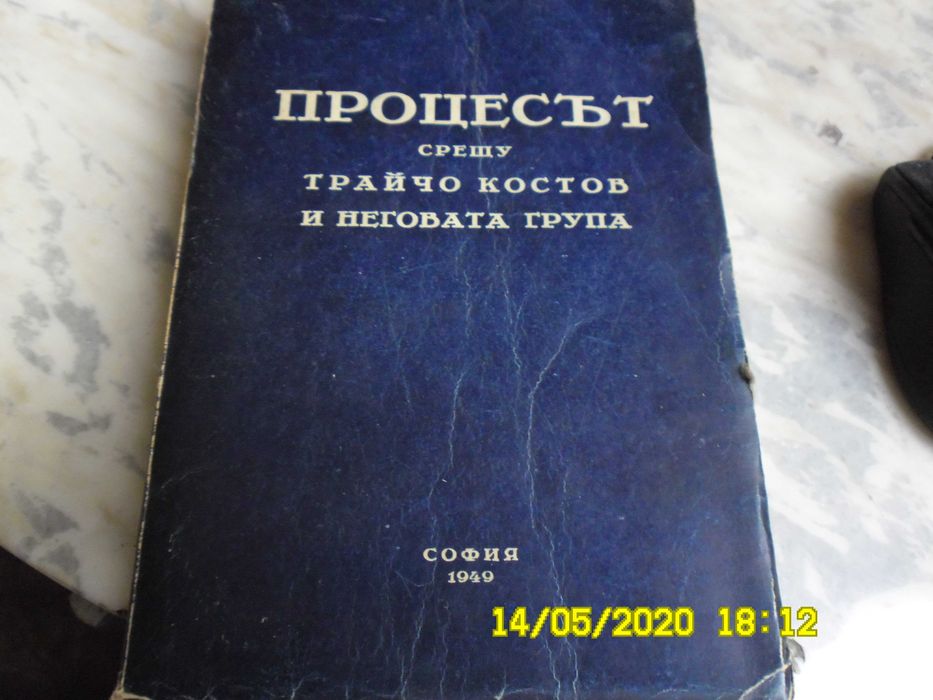 ПРОЦЕСЪТ
СРЕЩУ
ТРАЙЧО КОСТОВ
И НЕГОВАТА ГРУПА
СОФИЯ
1949
14/05/2020 18:12